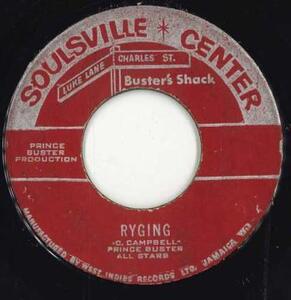 SOULSVILLE CENTER
CHARLES ST.
LUKE LANE
Buster's Shack
PRINCE
BUSTER
PRODUCTION
RYGING
-C. CAMPBELL-
PRINCE BUSTER
ALL STARS
MANUFACTURED BY WEST INDIES RECORDS LTD. JAMAICA W.I.